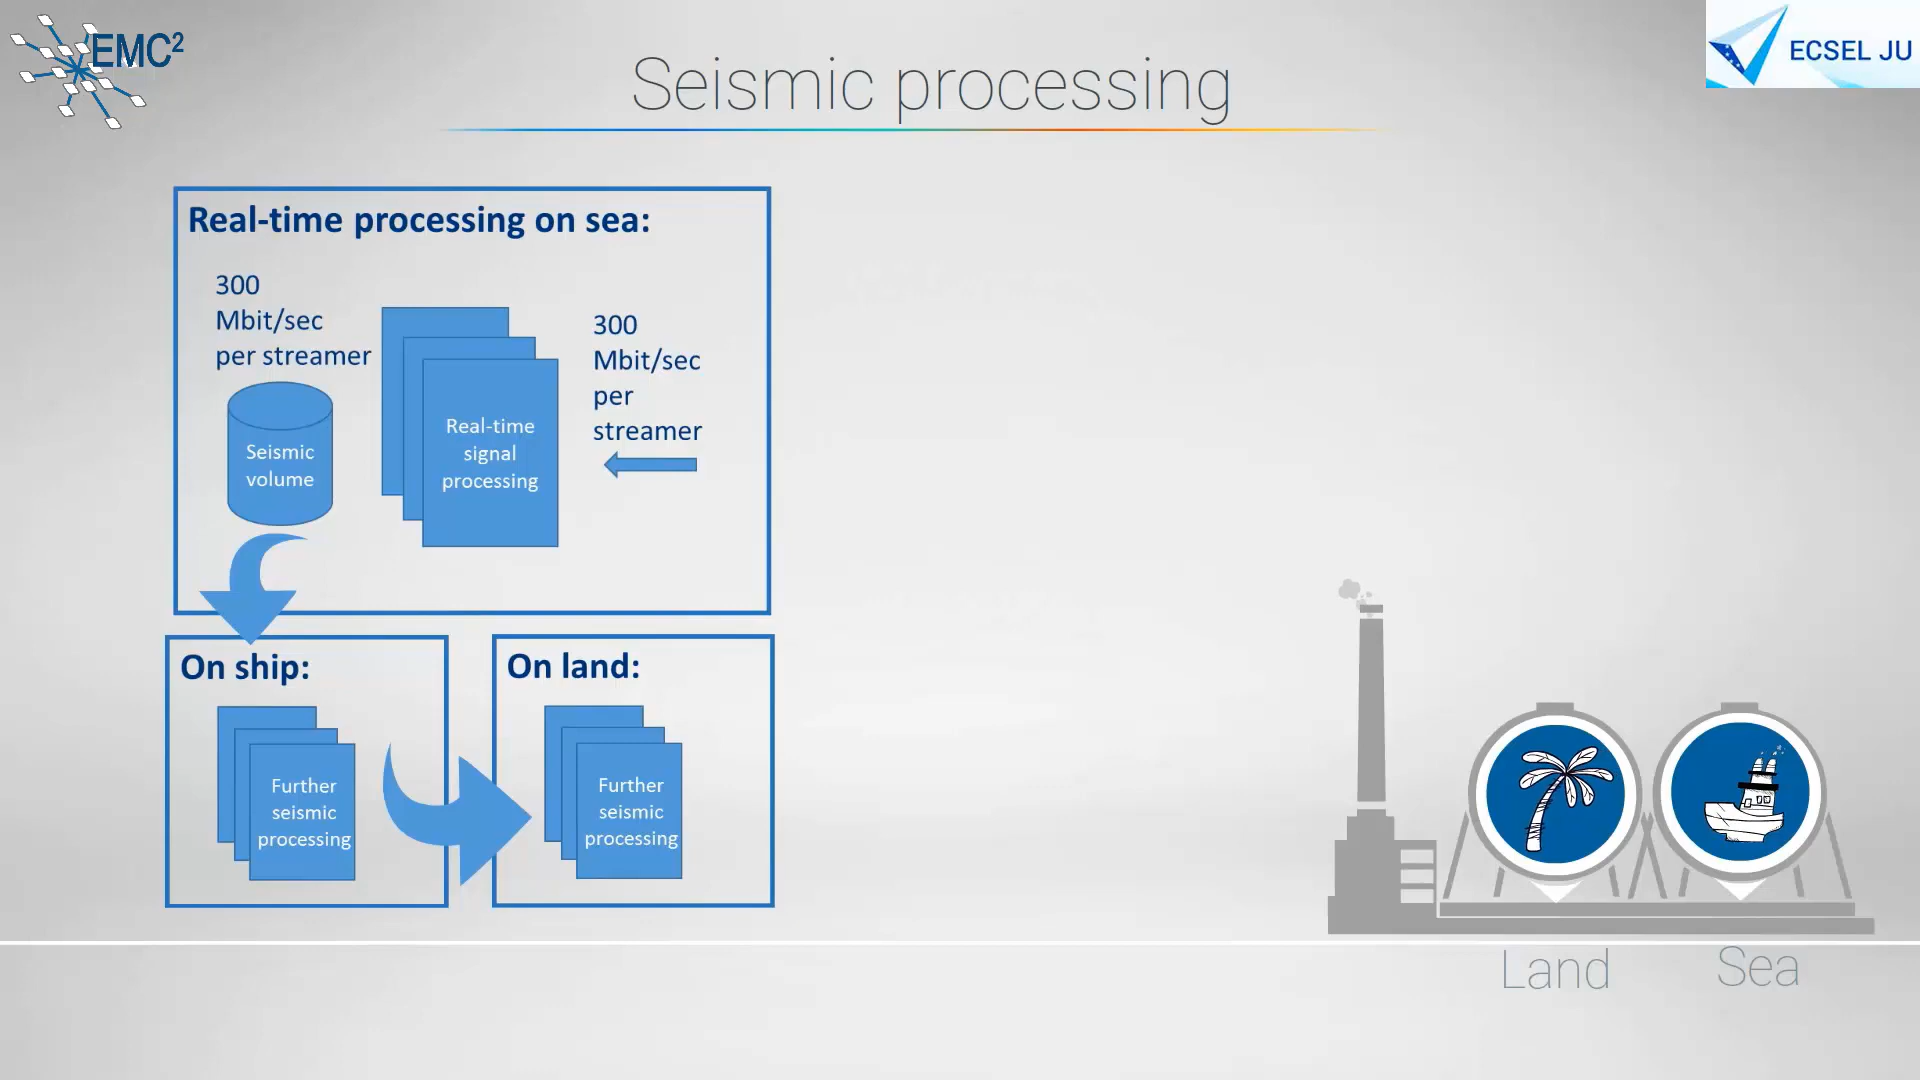 EMC²
Seismic processing
ECSEL JU
Real-time processing on sea:
300
Mbit/sec
per streamer
Seismic
volume
Real-time
signal
processing
300
Mbit/sec
per
streamer
On ship:
Further
seismic
processing
On land:
Further
seismic
processing
Land
Sea